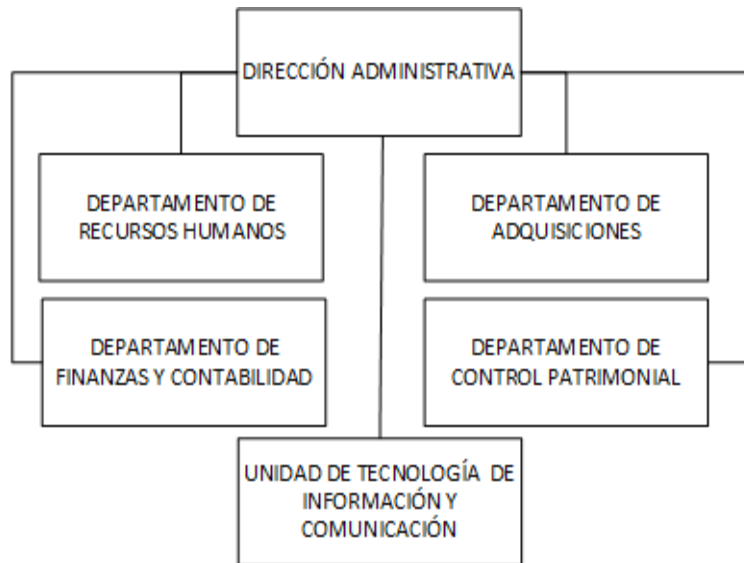 DIRECCIÓN ADMINISTRATIVA
DEPARTAMENTO DE
RECURSOS HUMANOS
DEPARTAMENTO DE
ADQUISICIONES
DEPARTAMENTO DE
FINANZAS Y CONTABILIDAD
DEPARTAMENTO DE
CONTROL PATRIMONIAL
UNIDAD DE TECNOLOGÍA DE
INFORMACIÓN Y
COMUNICACIÓN